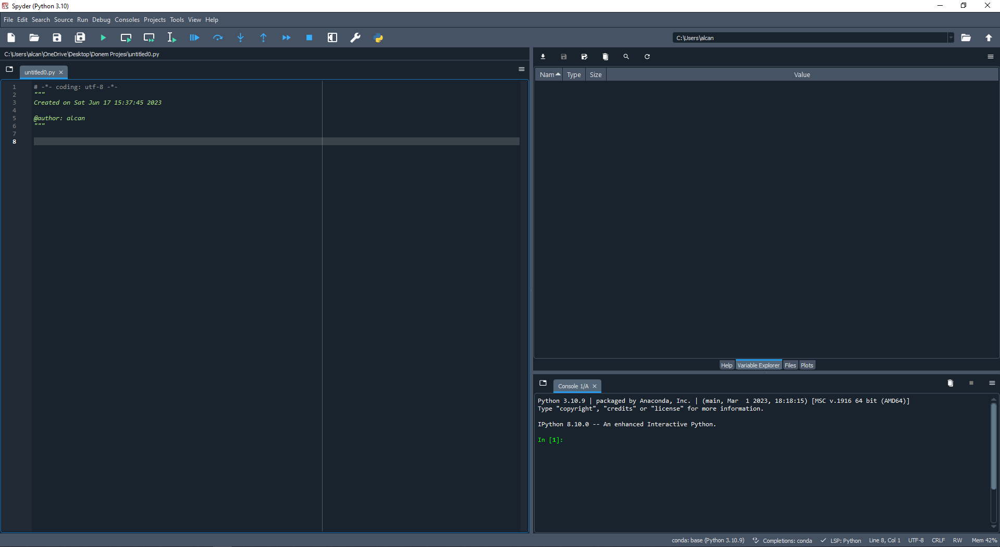 Spyder (Python 3.10)
File Edit Search Source Run Debug Consoles Projects Tools View Help
C:\Users\alcan
C:\Users\alcan\OneDrive\Desktop\Donem Projesi\untitled0.py
untitled0.py
1 # -*- coding: utf-8 -*-
2 """
3 Created on Sat Jun 17 15:37:45 2023
4
5 @author: alcan
6 """
7
8
Nam Type Size Value
Help Variable Explorer Files Plots
Console 1/A
Python 3.10.9 | packaged by Anaconda, Inc. | (main, Mar  1 2023, 18:18:15) [MSC v.1916 64 bit (AMD64)]
Type "copyright", "credits" or "license" for more information.
IPython 8.10.0 -- An enhanced Interactive Python.
In [1]:
conda: base (Python 3.10.9) Completions: conda LSP: Python Line 8, Col 1 UTF-8 CRLF RW Mem 42%